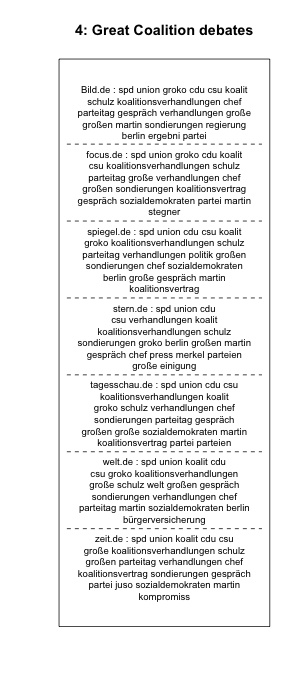 4: Great Coalition debates
Bild.de : spd union groko cdu csu koalit
schulz koalitionsverhandlungen chef
parteitag gespräch verhandlungen große
großen martin sondierungen regierung
berlin ergebni partei
focus.de : spd union groko cdu koalit
csu koalitionsverhandlungen schulz
parteitag große verhandlungen chef
großen sondierungen koalitionsvertrag
gespräch sozialdemokraten partei martin
stegner
spiegel.de : spd union cdu csu koalit
groko koalitionsverhandlungen schulz
parteitag verhandlungen politik großen
sondierungen chef sozialdemokraten
berlin große gespräch martin
koalitionsvertrag
stern.de : spd union cdu
csu verhandlungen koalit
koalitionsverhandlungen schulz
sondierungen groko berlin großen martin
gespräch chef press merkel parteien
große einigung
tagesschau.de : spd union cdu csu
koalitionsverhandlungen koalit
groko schulz verhandlungen chef
sondierungen parteitag gespräch
großen große sozialdemokraten martin
koalitionsvertrag partei parteien
welt.de : spd union koalit cdu
csu groko koalitionsverhandlungen
große schulz welt großen gespräch
sondierungen verhandlungen chef
parteitag martin sozialdemokraten berlin
bürgerversicherung
zeit.de : spd union koalit cdu csu
große koalitionsverhandlungen schulz
großen parteitag verhandlungen chef
koalitionsvertrag sondierungen gespräch
partei juso sozialdemokraten martin
kompromiss